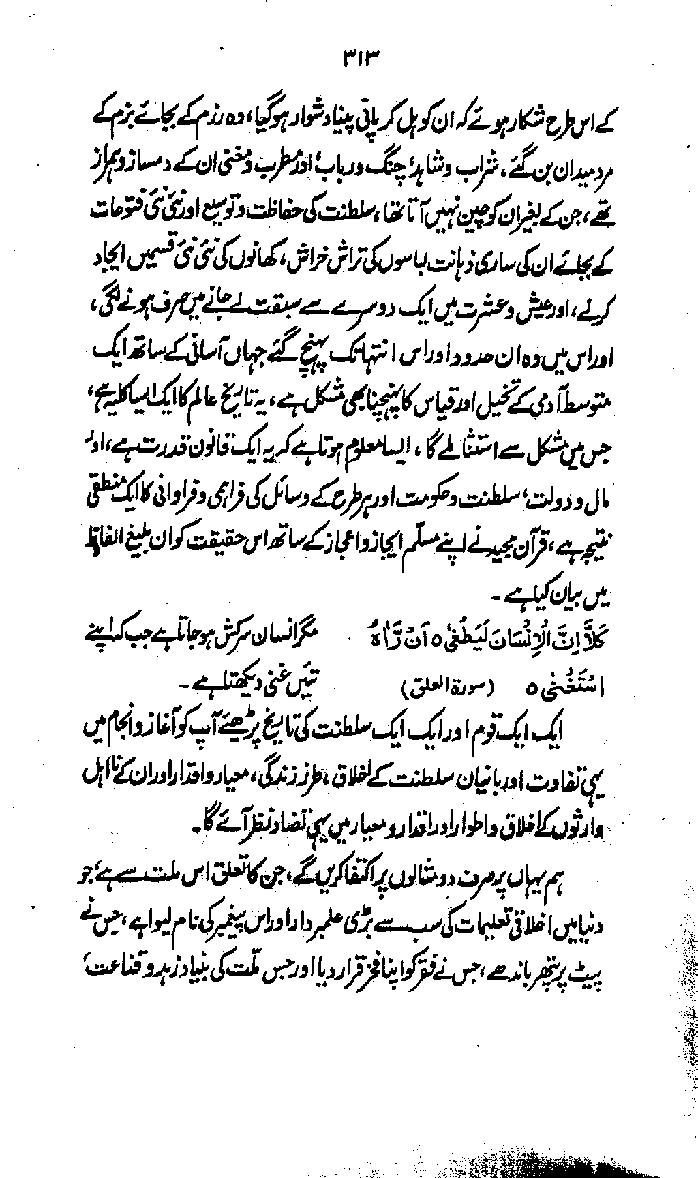 ۳۱۳
کے اس طرح شکار ہوئے کہ ان کو ہل کر پانی پینا دشوار ہوگیا، وہ رزم کے بجائے بزم کے
مرد میدان بن گئے، شراب و شاہد، چنگ و رباب اور مطرب و مغنی ان کے دمساز و ہمراز
تھے، جن کے بغیر ان کو چین نہیں آتا تھا، سلطنت کی حفاظت و توسیع اور نئی نئی فتوحات
کے بجائے ان کی ساری ذہانت لباسوں کی تراش خراش، کھانوں کی نئی نئی قسمیں ایجاد
کرنے، اور عیش و عشرت میں ایک دوسرے سے سبقت لے جانے میں صرف ہونے لگی،
اور اس میں وہ ان حدود اور اس انتہا تک پہنچ گئے جہاں آسانی کے ساتھ ایک
متوسط آدمی کے تخیل اور قیاس کا پہنچنا بھی مشکل ہے، یہ تاریخ عالم کا ایک ایسا کلیہ ہے،
جس میں مشکل سے استثنا ملے گا، ایسا معلوم ہوتا ہے کہ یہ ایک قانون قدرت ہے، اور
مال و دولت، سلطنت و حکومت اور ہر طرح کے وسائل کی فراہمی و فراوانی کا ایک منطقی
نتیجہ ہے، قرآن مجید نے اپنے مسلّم ایجاز و اعجاز کے ساتھ اس حقیقت کو ان بلیغ الفاظ
میں بیان کیا ہے۔
كَلَّا إِنَّ الْإِنْسَانَ لَيَطْغٰى ٥ اَنْ رَّاٰهُ مگر انسان سرکش ہو جاتا ہے جب کہ اپنے
اسْتَغْنٰى ٥ (سورۃ العلق) تئیں غنی دیکھتا ہے۔
ایک ایک قوم اور ایک ایک سلطنت کی تاریخ پڑھئے آپ کو آغاز و انجام میں
یہی تفاوت اور بانیان سلطنت کے اخلاق، طرز زندگی، معیار و اقدار اور ان کے نااہل
وارثوں کے اخلاق و اطوار اور اقدار و معیار میں یہی تضاد نظر آئے گا۔
ہم یہاں پر صرف دو مثالوں پر اکتفا کریں گے، جن کا تعلق اس ملت سے ہے، جو
دنیا میں اخلاقی تعلیمات کی سب سے بڑی علمبردار اور اس پیغمبر کی نام لیوا ہے، جس نے
پیٹ پر پتھر باندھے، جس نے فقر کو اپنا فخر قرار دیا اور جس ملّت کی بنیاد زہد و قناعت،